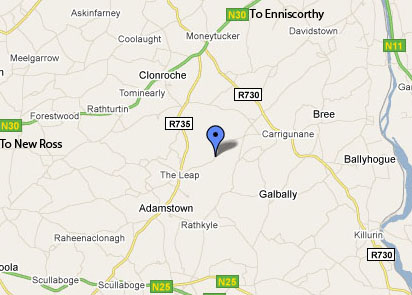 Askinfarney
N30
To Enniscorthy
Davidstown
Coolaught
Moneytucker
N11
Meelgarrow
Clonroche
Tominearly
R730
Rathturtin
Forestwood
Bree
N30
R735
Carrigunane
To New Ross
Ballyhogue
The Leap
Galbally
Adamstown
Rathkyle
Killurin
Raheenaclonagh
R730
oola
Scullaboge
N25
N25
Scullaboge